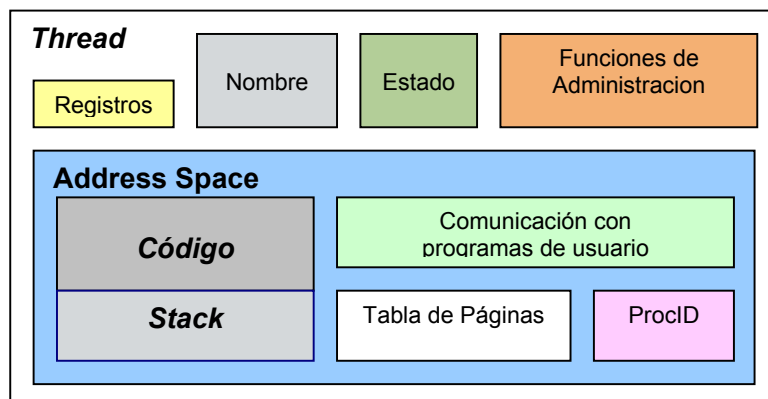 Thread
Registros
Nombre
Estado
Funciones de
Administracion
Address Space
Código
Stack
Comunicación con
programas de usuario
Tabla de Páginas
ProcID